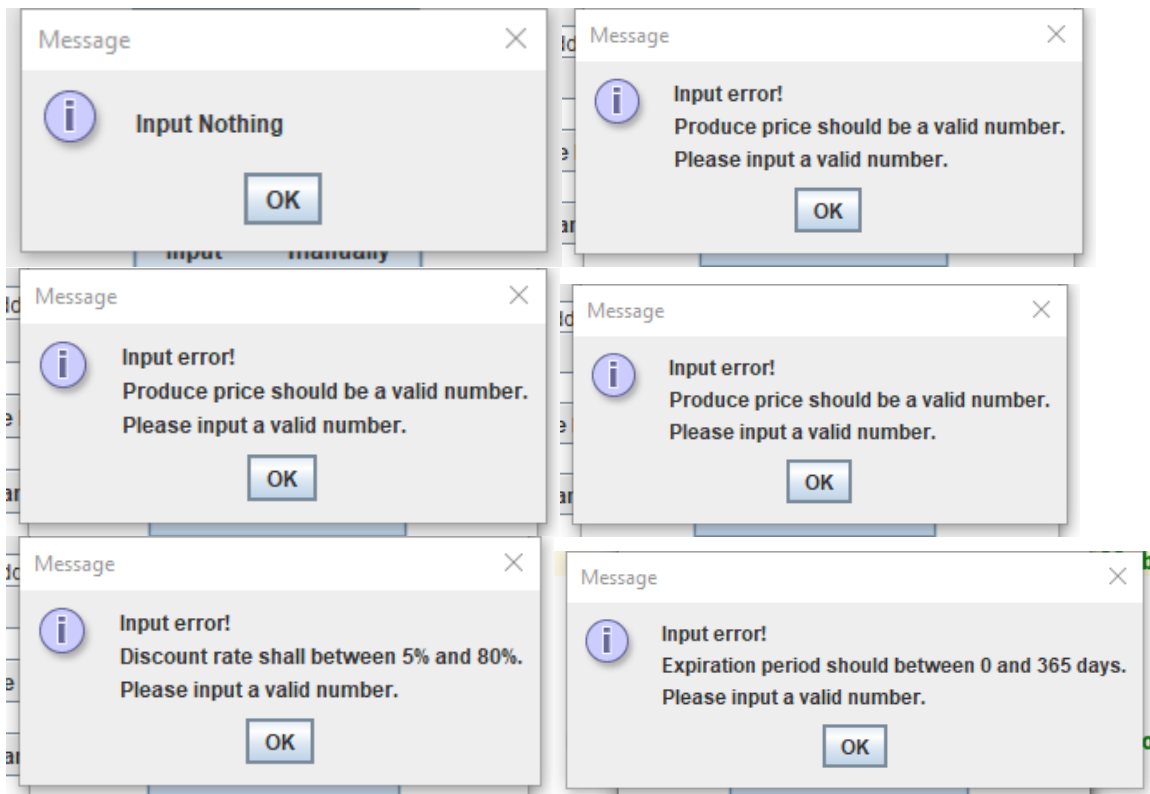 Message
Input Nothing
OK
Input manually
Message
Input error!
Produce price should be a valid number.
Please input a valid number.
OK
Message
Input error!
Produce price should be a valid number.
Please input a valid number.
OK
Message
Input error!
Produce price should be a valid number.
Please input a valid number.
OK
Message
Input error!
Discount rate shall between 5% and 80%.
Please input a valid number.
OK
Message
Input error!
Expiration period should between 0 and 365 days.
Please input a valid number.
OK